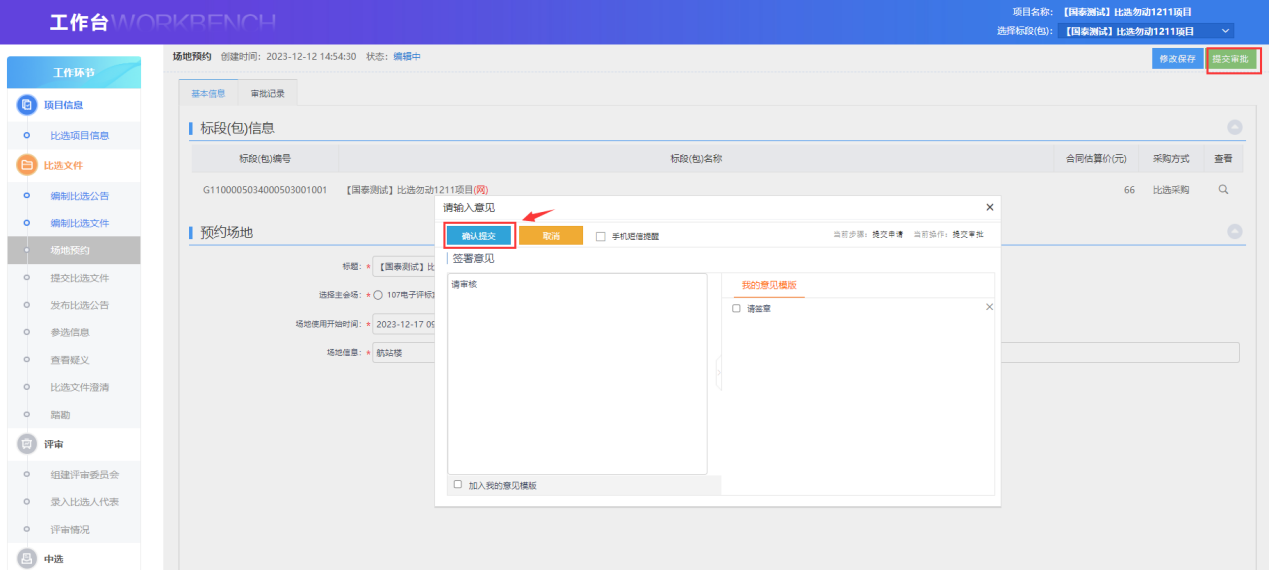 工作台WORKBENCH
项目名称: 【国泰测试】比选勿动1211项目
选择标段(包): 【国泰测试】比选勿动1211项目
场地预约 创建时间: 2023-12-12 14:54:30 状态: 编辑中
修改保存 提交审批
工作环节
项目信息
比选项目信息
比选文件
编制比选公告
编制比选文件
场地预约
提交比选文件
发布比选公告
参选信息
查看疑义
比选文件澄清
踏勘
评审
组建评审委员会
录入比选人代表
评审情况
中选
基本信息 审批记录
标段(包)信息
标段(包)编号 标段(包)名称 合同估算价(元) 采购方式 查看
G1100005034000503001001 【国泰测试】比选勿动1211项目(网) 66 比选采购
预约场地
标题: * 【国泰测试】比
选择主会场: * 107电子评标
场地使用开始时间: * 2023-12-17 09
场地信息: * 航站楼
请输入意见
确认提交 取消 手机短信提醒 当前步骤: 提交申请 当前操作: 提交审批
签署意见
请审核
我的意见模版
请签章
加入我的意见模版